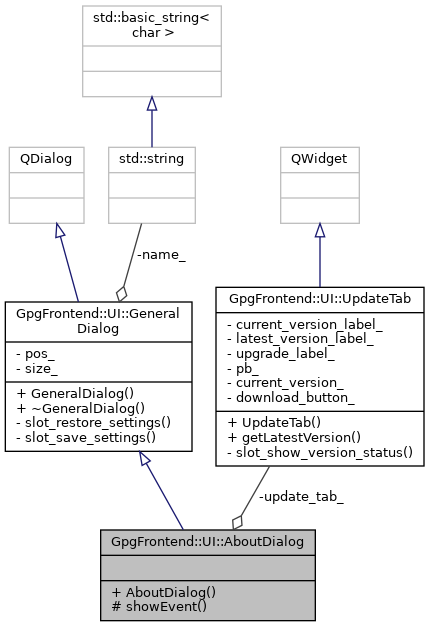 std::basic_string<
char >
QDialog
std::string
QWidget
-name_
GpgFrontend::UI::General
Dialog
- pos_
- size_
+ GeneralDialog()
+ ~GeneralDialog()
- slot_restore_settings()
- slot_save_settings()
GpgFrontend::UI::UpdateTab
- current_version_label_
- latest_version_label_
- upgrade_label_
- pb_
- current_version_
- download_button_
+ UpdateTab()
+ getLatestVersion()
- slot_show_version_status()
-update_tab_
GpgFrontend::UI::AboutDialog
+ AboutDialog()
# showEvent()